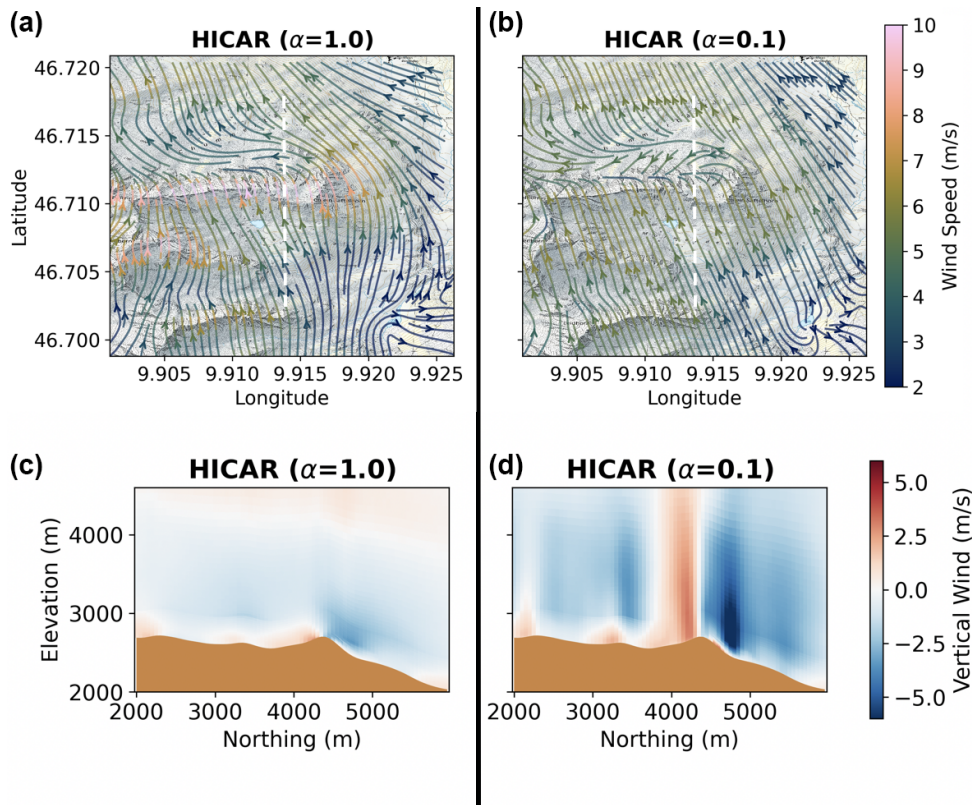 (a)
HICAR (α=1.0)
46.720
46.715
46.710
46.705
46.700
Latitude
9.905 9.910 9.915 9.920 9.925
Longitude
(b)
HICAR (α=0.1)
9.905 9.910 9.915 9.920 9.925
Longitude
10
9
8
7
6
5
4
3
2
Wind Speed (m/s)
(c)
HICAR (α=1.0)
4000
3000
2000
Elevation (m)
2000 3000 4000 5000
Northing (m)
(d)
HICAR (α=0.1)
2000 3000 4000 5000
Northing (m)
5.0
2.5
0.0
−2.5
−5.0
Vertical Wind (m/s)